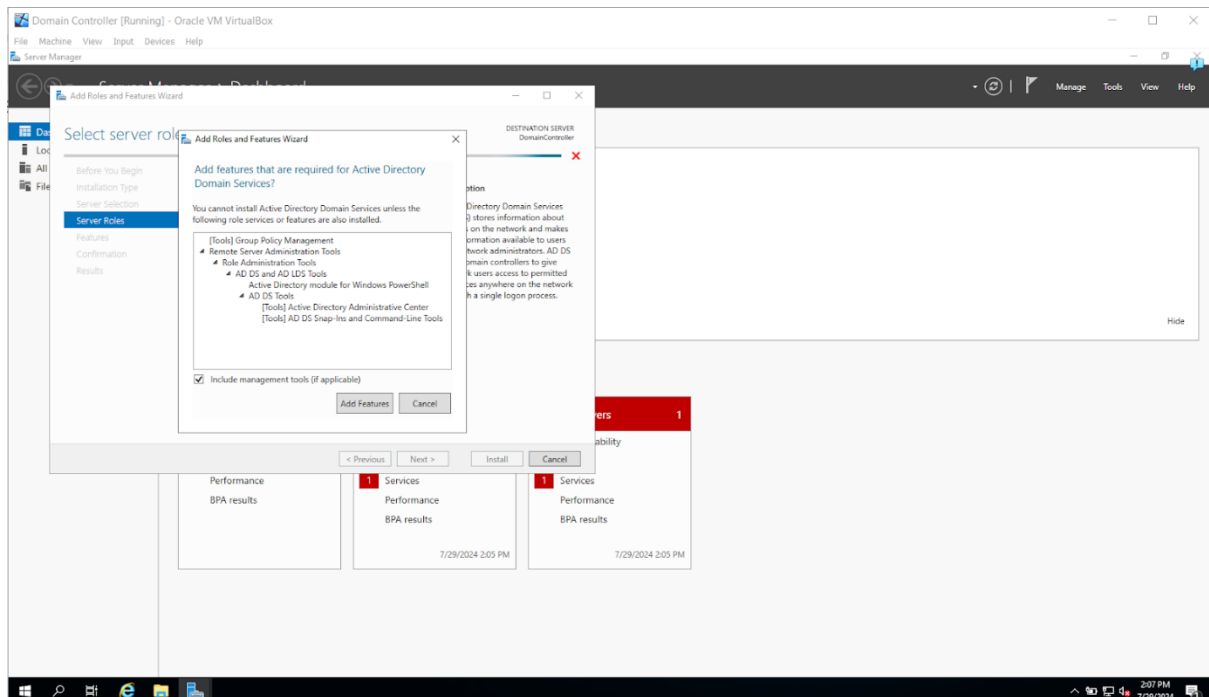 Domain Controller [Running] - Oracle VM VirtualBox
File Machine View Input Devices Help
Server Manager
Manage Tools View Help
Add Roles and Features Wizard
Select server
DESTINATION SERVER
DomainController
Before You Begin
Installation Type
Server Selection
Server Roles
Features
Confirmation
Results
Add Roles and Features Wizard
Add features that are required for Active Directory
Domain Services?
You cannot install Active Directory Domain Services unless the
following role services or features are also installed.
[Tools] Group Policy Management
Remote Server Administration Tools
Role Administration Tools
AD DS and AD LDS Tools
Active Directory module for Windows PowerShell
AD DS Tools
[Tools] Active Directory Administrative Center
[Tools] AD DS Snap-Ins and Command-Line Tools
Include management tools (if applicable)
Add Features Cancel
Directory Domain Services
stores information about
on the network and makes
available to users
administrators. AD DS
controllers to give
users access to permitted
anywhere on the network
a single logon process.
< Previous Next > Install Cancel
All
Hide
1
Performance
BPA results
1 Services
Performance
BPA results
7/29/2024 2:05 PM
1 Services
Performance
BPA results
7/29/2024 2:05 PM
2:07 PM
7/29/2024